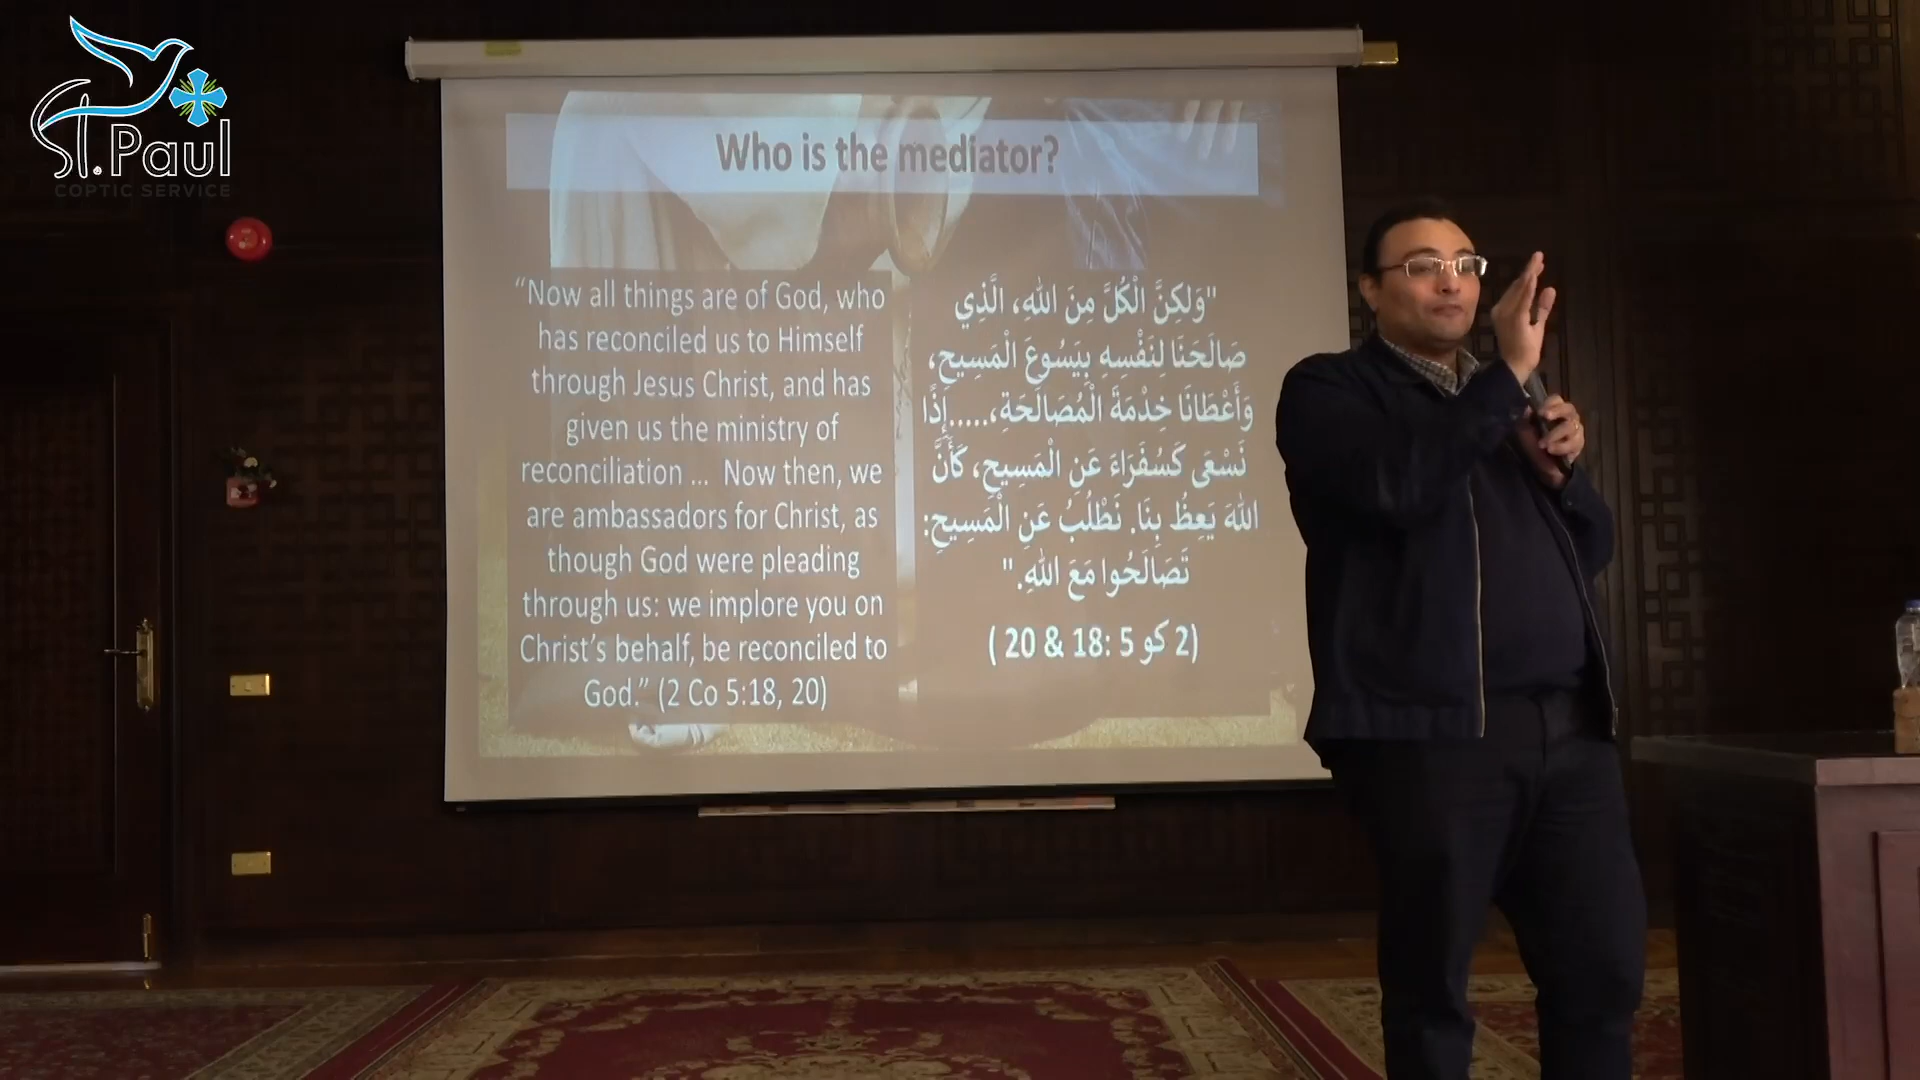 St.Paul
COPTIC SERVICE
Who is the mediator?
“Now all things are of God, who
has reconciled us to Himself
through Jesus Christ, and has
given us the ministry of
reconciliation ...  Now then, we
are ambassadors for Christ, as
though God were pleading
through us: we implore you on
Christ’s behalf, be reconciled to
God.” (2 Co 5:18, 20)
"وَلكِنَّ الْكُلَّ مِنَ اللهِ، الَّذِي
صَالَحَنَا لِنَفْسِهِ بِيَسُوعَ الْمَسِيحِ،
وَأَعْطَانَا خِدْمَةَ الْمُصَالَحَةِ،.....إِذًا
نَسْعَى كَسُفَرَاءَ عَنِ الْمَسِيحِ، كَأَنَّ
اللهَ يَعِظُ بِنَا. نَطْلُبُ عَنِ الْمَسِيحِ:
تَصَالَحُوا مَعَ اللهِ."
(2 كو 5 :18 & 20 )